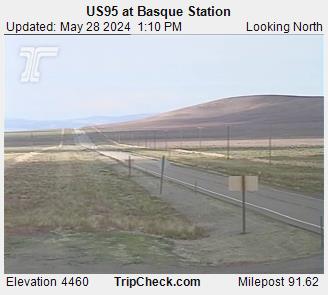 US95 at Basque Station
Updated: May 28 2024 1:10 PM Looking North
Elevation 4460 TripCheck.com Milepost 91.62